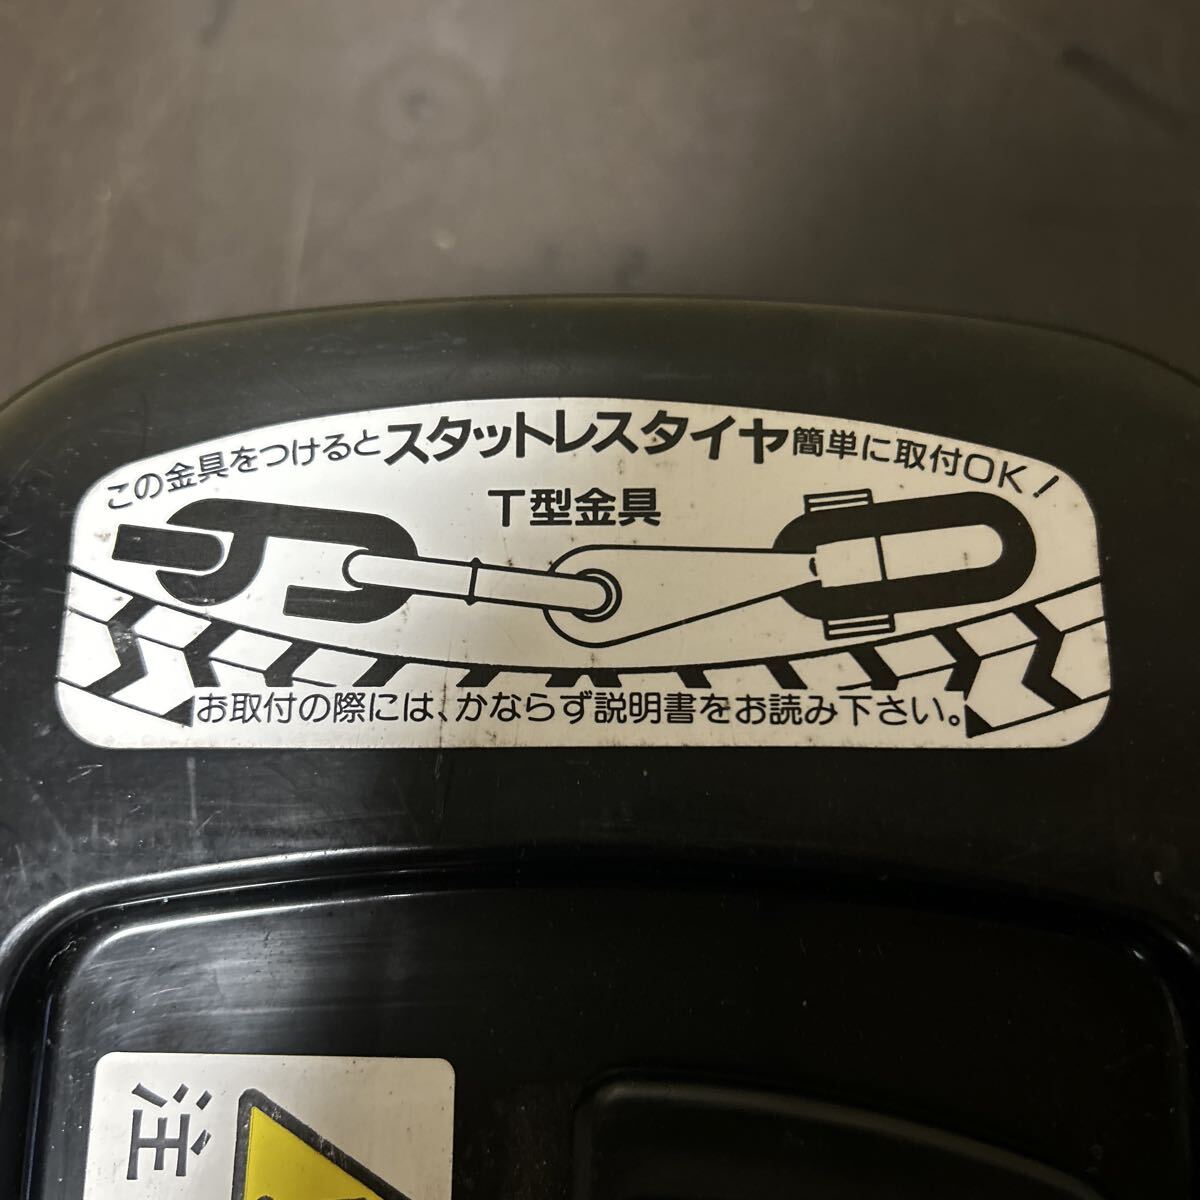 この金具をつけるとスタットレスタイヤ簡単に取付OK!
T型金具
お取付の際には、かならず説明書をお読み下さい。
注